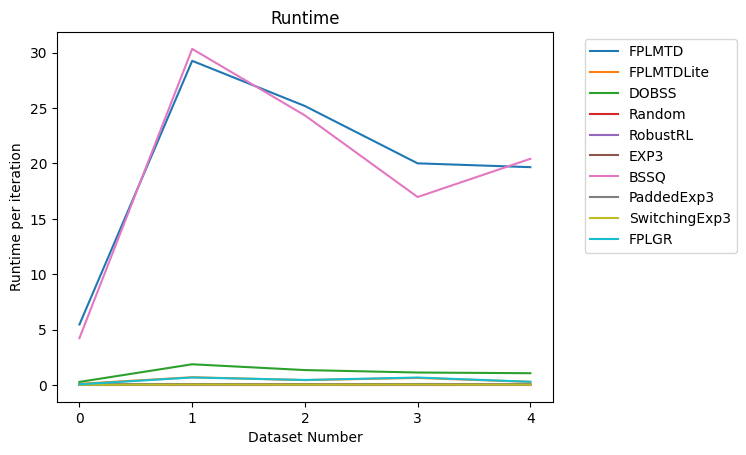 Runtime
Runtime per iteration
30
25
20
15
10
5
0
0 1 2 3 4
Dataset Number
FPLMTD
FPLMTDLite
DOBSS
Random
RobustRL
EXP3
BSSQ
PaddedExp3
SwitchingExp3
FPLGR